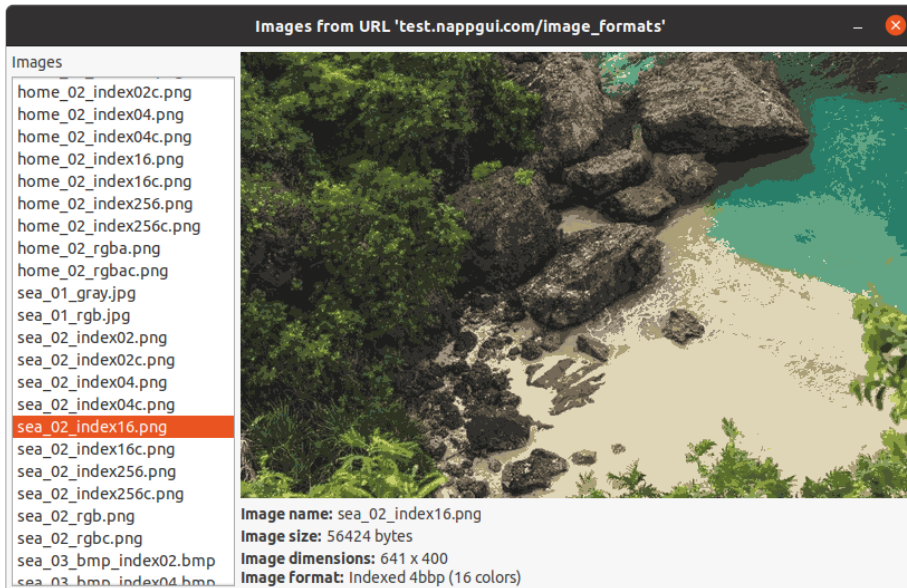 Images from URL 'test.nappgui.com/image_formats'
Images
home_02_index02c.png
home_02_index04.png
home_02_index04c.png
home_02_index16.png
home_02_index16c.png
home_02_index256.png
home_02_index256c.png
home_02_rgba.png
home_02_rgbac.png
sea_01_gray.jpg
sea_01_rgb.jpg
sea_02_index02.png
sea_02_index02c.png
sea_02_index04.png
sea_02_index04c.png
sea_02_index16.png
sea_02_index16c.png
sea_02_index256.png
sea_02_index256c.png
sea_02_rgb.png
sea_02_rgbc.png
sea_03_bmp_index02.bmp
sea_03_bmp_index04.bmp
Image name: sea_02_index16.png
Image size: 56424 bytes
Image dimensions: 641 x 400
Image format: Indexed 4bbp (16 colors)